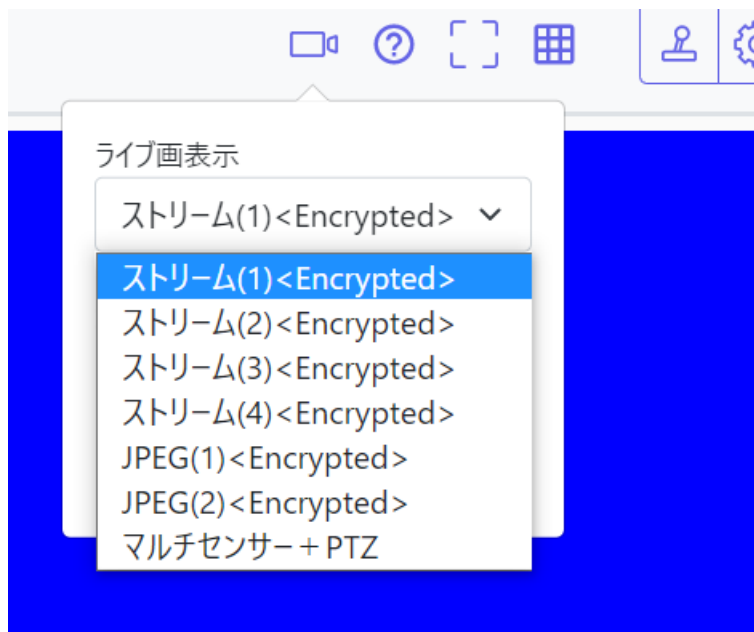 ライブ画表示
ストリーム(1)<Encrypted>
ストリーム(1)<Encrypted>
ストリーム(2)<Encrypted>
ストリーム(3)<Encrypted>
ストリーム(4)<Encrypted>
JPEG(1)<Encrypted>
JPEG(2)<Encrypted>
マルチセンサー＋PTZ